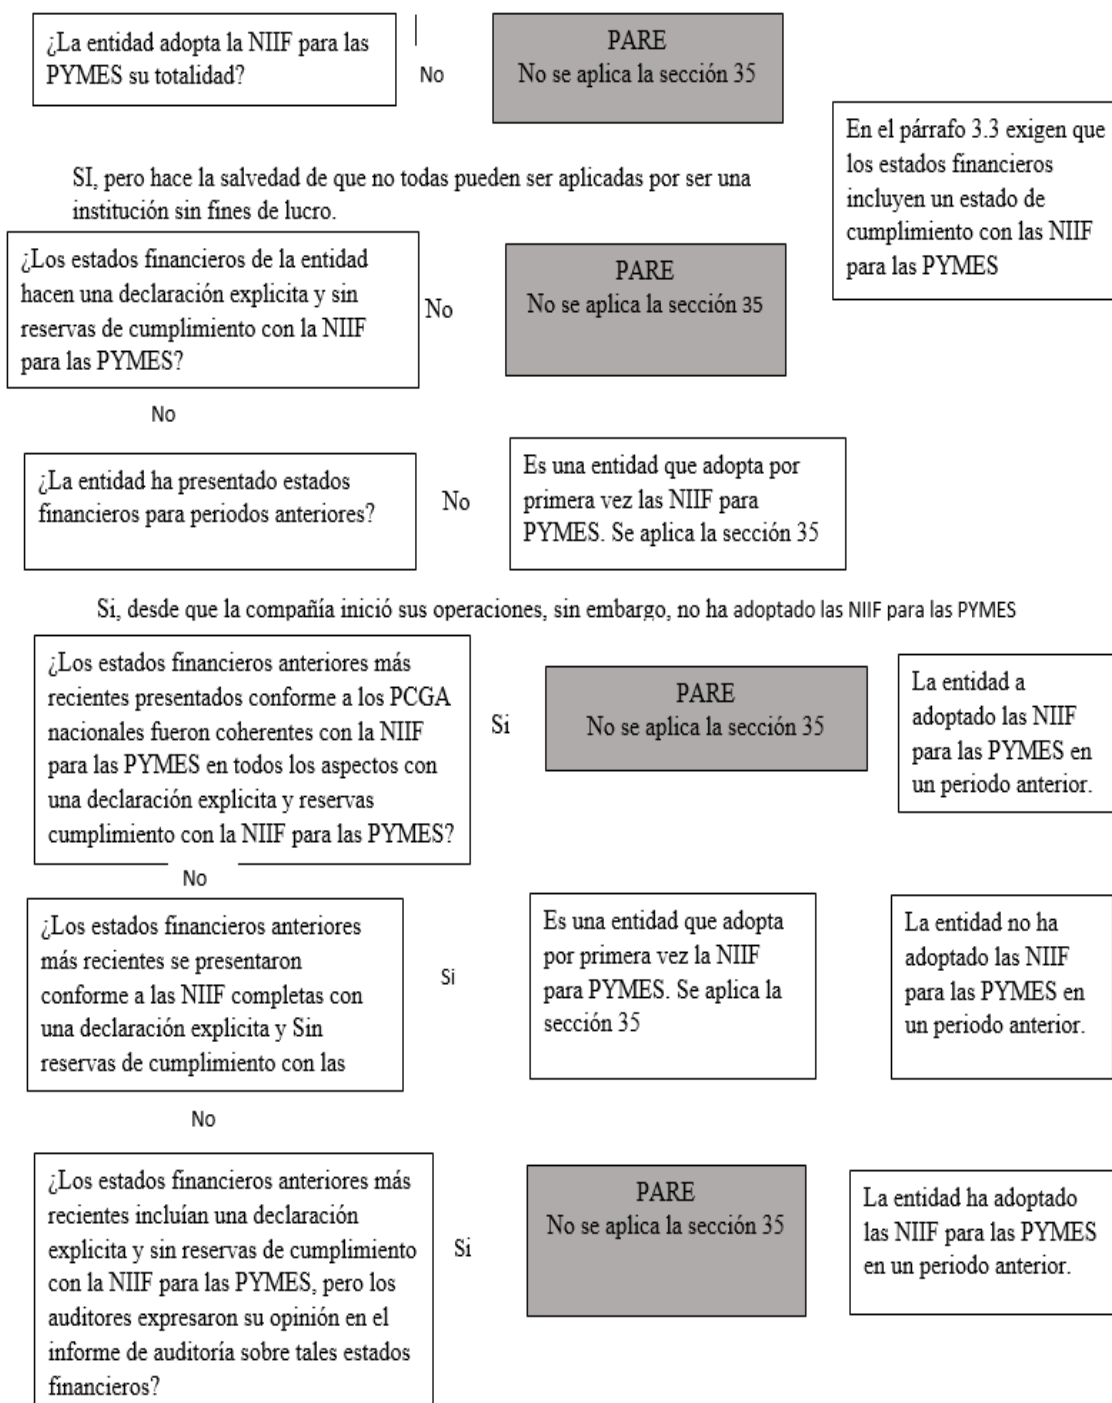 ¿La entidad adopta la NIIF para las
PYMES su totalidad?
No
PARE
No se aplica la sección 35
En el párrafo 3.3 exigen que
los estados financieros
incluyen un estado de
cumplimiento con las NIIF
para las PYMES
SI, pero hace la salvedad de que no todas pueden ser aplicadas por ser una
institución sin fines de lucro.
¿Los estados financieros de la entidad
hacen una declaración explicita y sin
reservas de cumplimiento con la NIIF
para las PYMES?
No
PARE
No se aplica la sección 35
No
¿La entidad ha presentado estados
financieros para periodos anteriores?
No
Es una entidad que adopta por
primera vez las NIIF para
PYMES. Se aplica la sección 35
Si, desde que la compañía inició sus operaciones, sin embargo, no ha adoptado las NIIF para las PYMES
¿Los estados financieros anteriores más
recientes presentados conforme a los PCGA
nacionales fueron coherentes con la NIIF
para las PYMES en todos los aspectos con
una declaración explicita y reservas
cumplimiento con la NIIF para las PYMES?
Si
PARE
No se aplica la sección 35
La entidad a
adoptado las NIIF
para las PYMES en
un periodo anterior.
No
¿Los estados financieros anteriores
más recientes se presentaron
conforme a las NIIF completas con
una declaración explicita y Sin
reservas de cumplimiento con las
Si
Es una entidad que adopta
por primera vez la NIIF
para PYMES. Se aplica la
sección 35
La entidad no ha
adoptado las NIIF
para las PYMES en
un periodo anterior.
No
¿Los estados financieros anteriores más
recientes incluían una declaración
explicita y sin reservas de cumplimiento
con la NIIF para las PYMES, pero los
auditores expresaron su opinión en el
informe de auditoría sobre tales estados
financieros?
Si
PARE
No se aplica la sección 35
La entidad ha adoptado
las NIIF para las PYMES
en un periodo anterior.